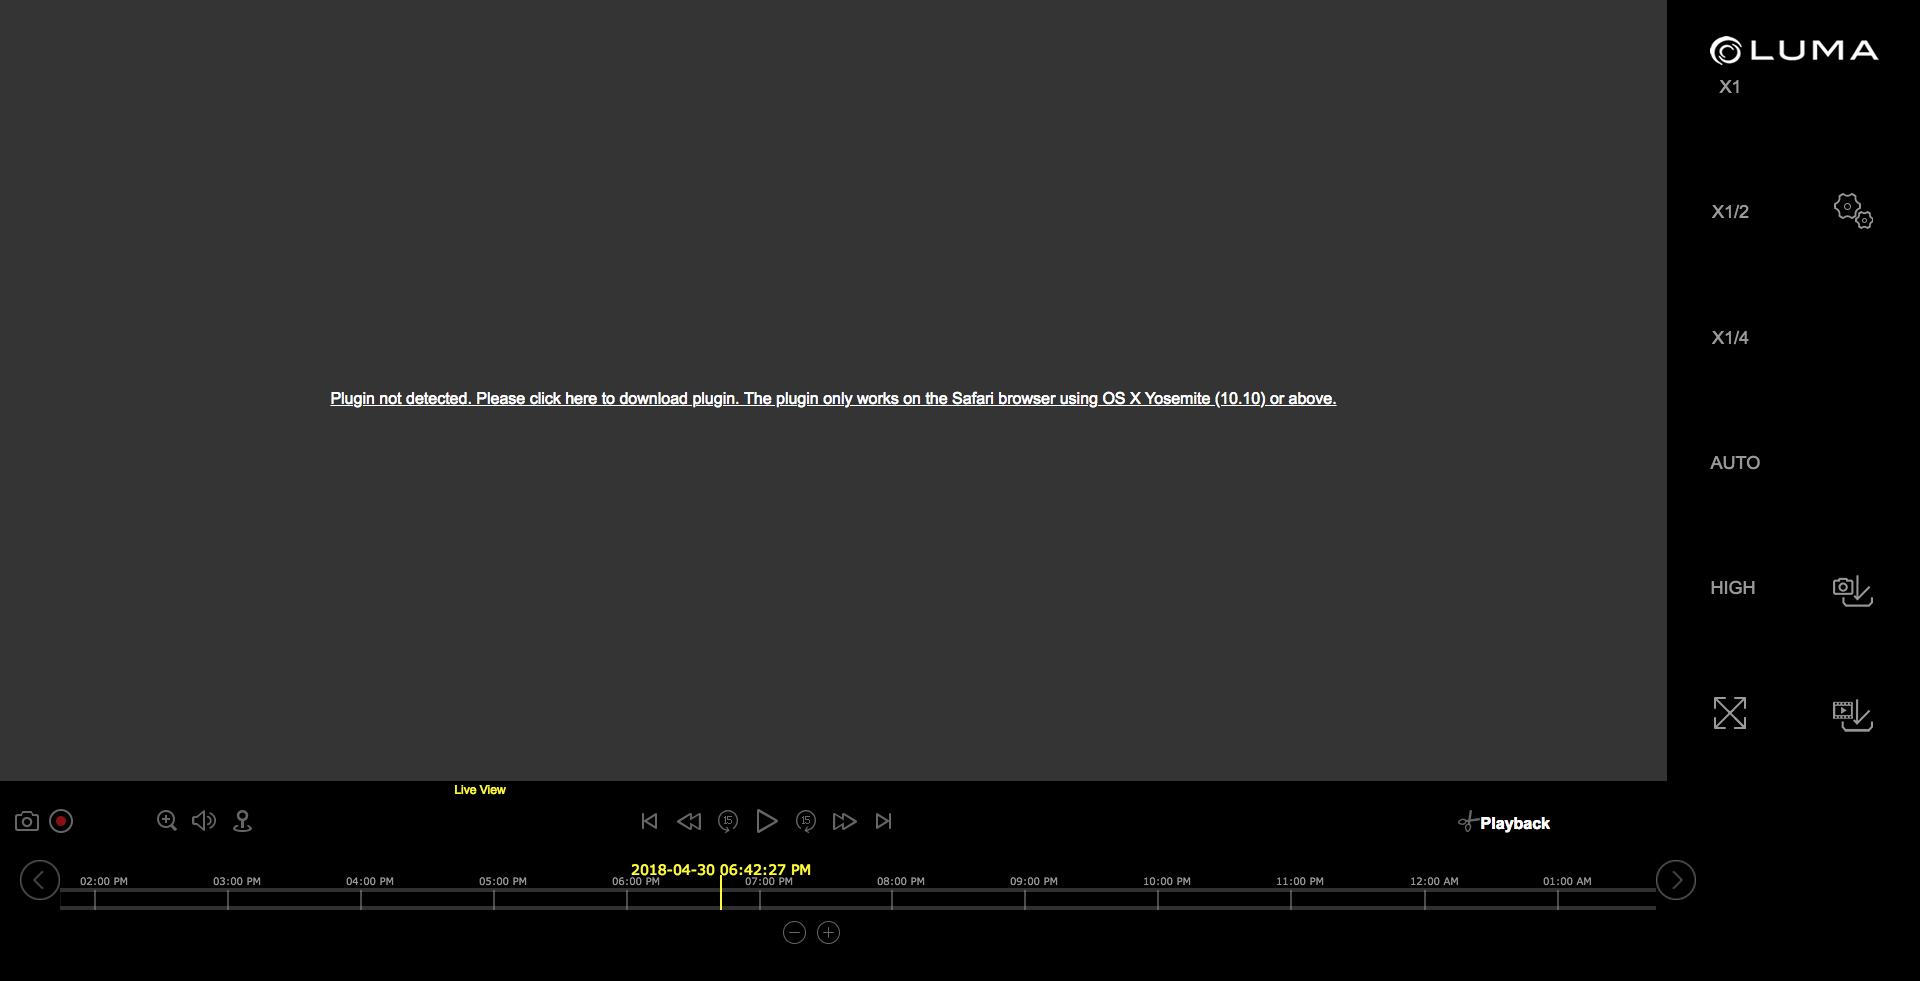 LUMA
X1
X1/2
X1/4
Plugin not detected. Please click here to download plugin. The plugin only works on the Safari browser using OS X Yosemite (10.10) or above.
AUTO
HIGH
Live View
15
15
Playback
2018-04-30 06:42:27 PM
02:00 PM
03:00 PM
04:00 PM
05:00 PM
06:00 PM
07:00 PM
08:00 PM
09:00 PM
10:00 PM
11:00 PM
12:00 AM
01:00 AM